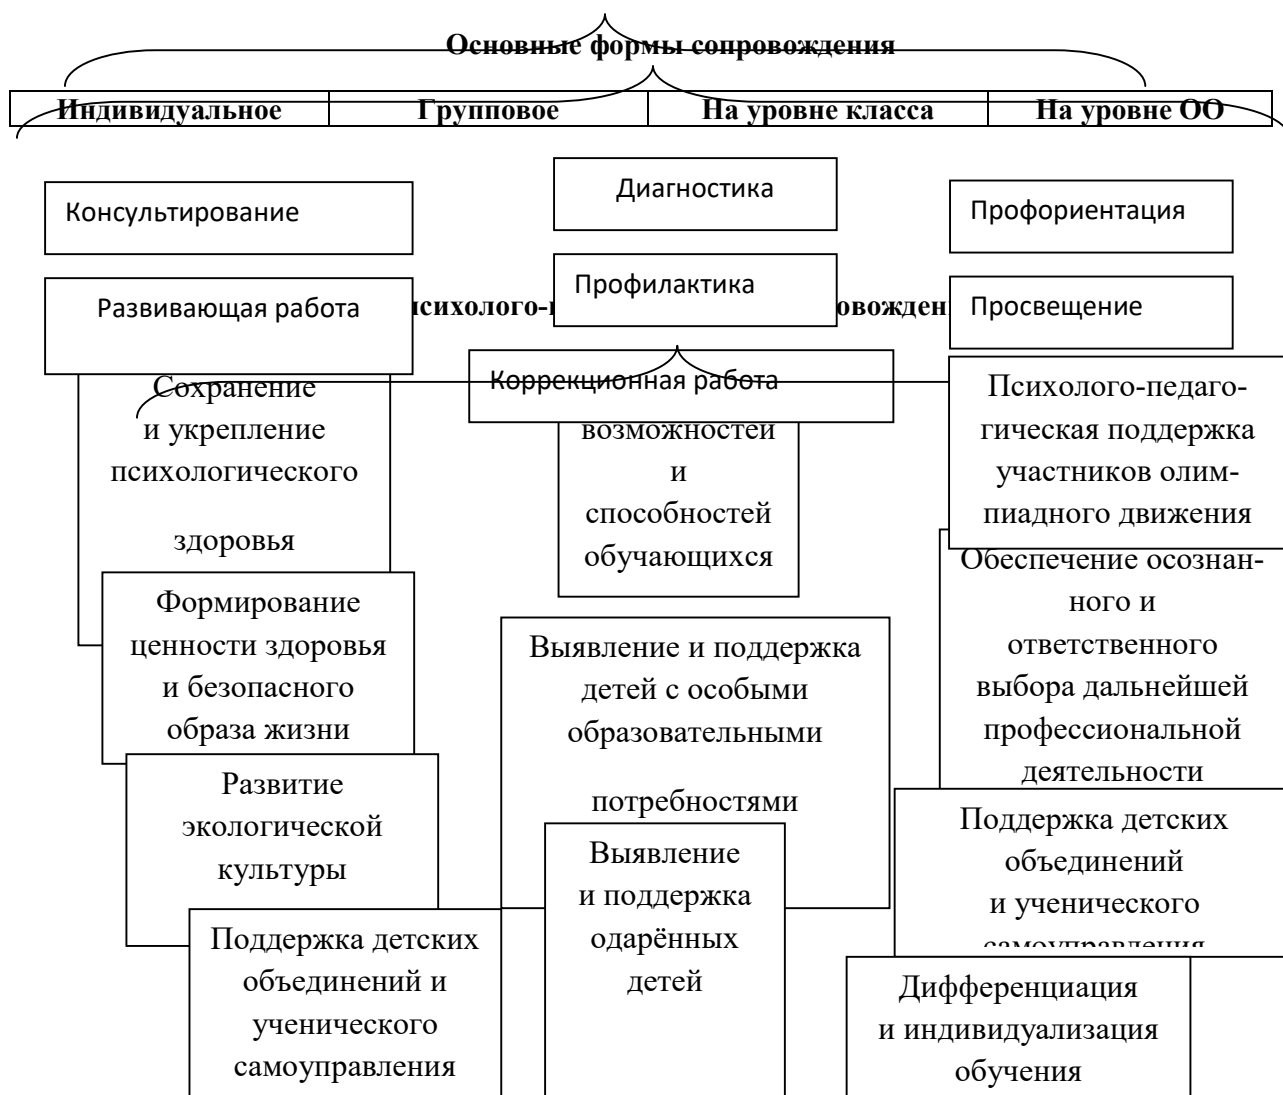 Основные формы сопровождения
Индивидуальное Групповое На уровне класса На уровне ОО
Консультирование
Диагностика
Профориентация
Развивающая работа
Профилактика
Просвещение
Коррекционная работа
Сохранение
и укрепление
психологического
здоровья
возможностей
и
способностей
обучающихся
Психолого-педаго-
гическая поддержка
участников олим-
пиадного движения
Формирование
ценности здоровья
и безопасного
образа жизни
Выявление и поддержка
детей с особыми
образовательными
потребностями
Обеспечение осознан-
ного и
ответственного
выбора дальнейшей
профессиональной
деятельности
Развитие
экологической
культуры
Выявление
и поддержка
одарённых
детей
Поддержка детских
объединений
и ученического
самоуправления
Поддержка детских
объединений и
ученического
самоуправления
Дифференциация
и индивидуализация
обучения